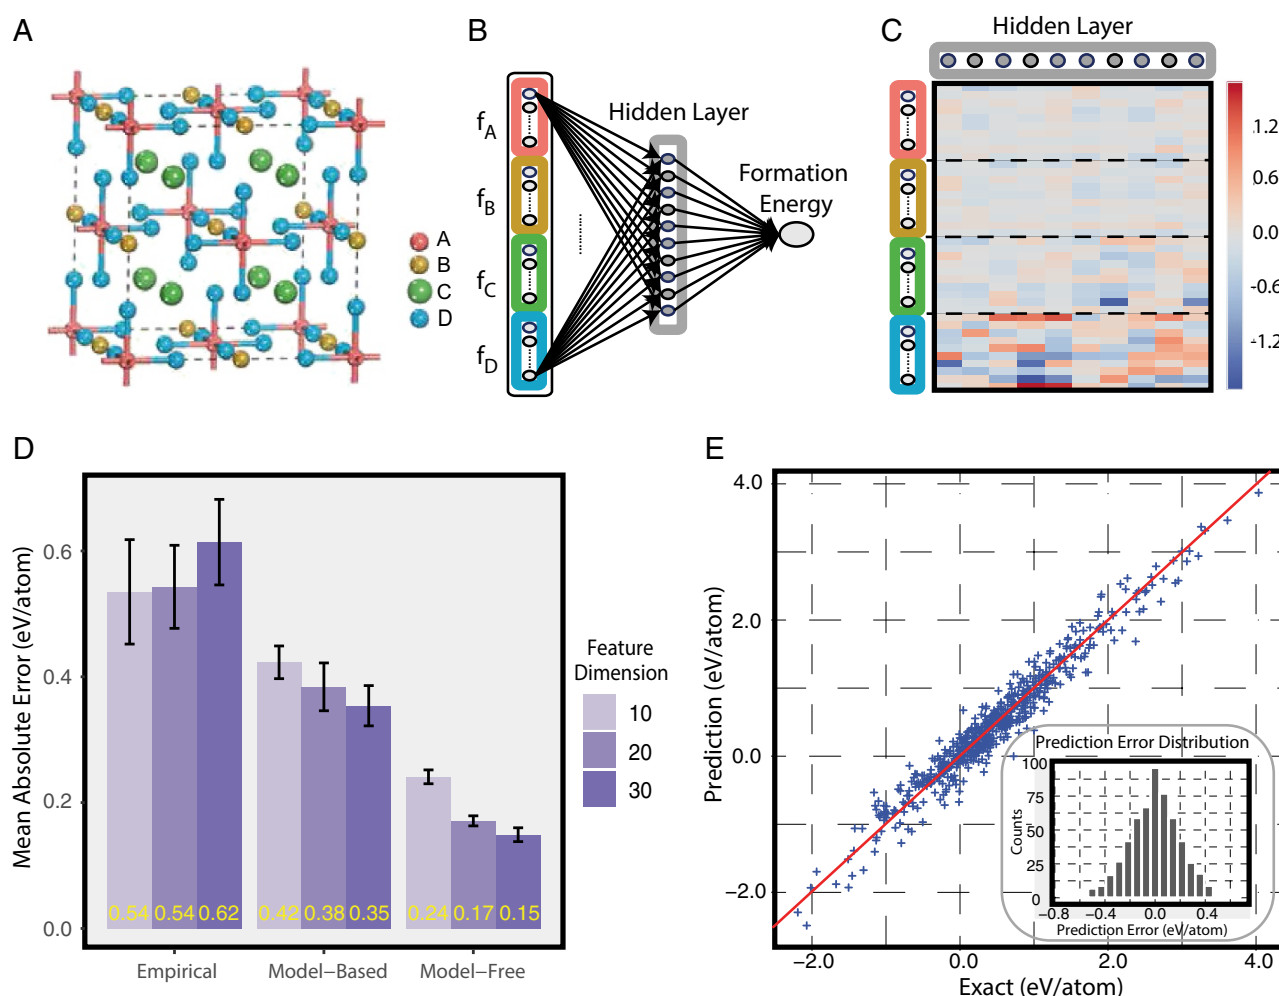 A
B
C
Hidden Layer
A
B
C
D
f_A
f_B
f_C
f_D
Hidden Layer
Formation
Energy
1.2
0.6
0.0
-0.6
-1.2
D
E
Mean Absolute Error (eV/atom)
0.6
0.4
0.2
0.0
0.54 0.54 0.62 0.42 0.38 0.35 0.24 0.17 0.15
Empirical Model−Based Model−Free
Feature
Dimension
10
20
30
Prediction (eV/atom)
4.0
2.0
0.0
−2.0
−2.0 0.0 2.0 4.0
Exact (eV/atom)
Prediction Error Distribution
Counts
100
75
50
25
0
−0.8 −0.4 0.0 0.4
Prediction Error (eV/atom)